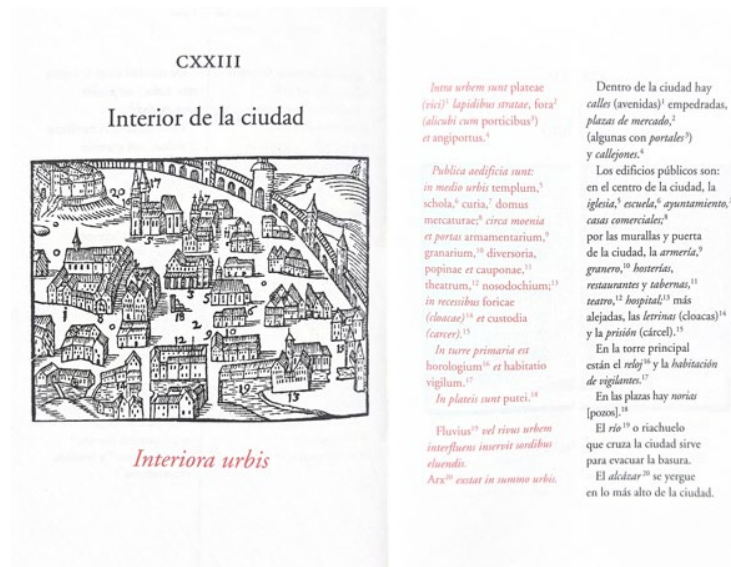 CXXIII
Interior de la ciudad
Interiora urbis
Intra urbem sunt plateae
(vici)¹ lapidibus stratae, fora²
(alicubi cum porticibus³)
et angiportus.⁴
Publica aedificia sunt:
in medio urbis templum,⁵
schola,⁶ curia,⁷ domus
mercaturae;⁸ circa moenia
et portas armamentarium,⁹
granarium,¹⁰ diversoria,
popinae et cauponae,¹¹
theatrum,¹² nosodochium;¹³
in recessibus foricae
(cloacae)¹⁴ et custodia
(carcer).¹⁵
In turre primaria est
horologium¹⁶ et habitatio
vigilum.¹⁷
In plateis sunt putei.¹⁸
Fluvius¹⁹ vel rivus urbem
interfluens inservit sordibus
eluendis.
Arx²⁰ exstat in summo urbis.
Dentro de la ciudad hay
calles (avenidas)¹ empedradas,
plazas de mercado,²
(algunas con portales³)
y callejones.⁴
Los edificios públicos son:
en el centro de la ciudad, la
iglesia,⁵ escuela,⁶ ayuntamiento,⁷
casas comerciales;⁸
por las murallas y puerta
de la ciudad, la armería,⁹
granero,¹⁰ hosterías,
restaurantes y tabernas,¹¹
teatro,¹² hospital;¹³ más
alejadas, las letrinas (cloacas)¹⁴
y la prisión (cárcel).¹⁵
En la torre principal
están el reloj¹⁶ y la habitación
de vigilantes.¹⁷
En las plazas hay norias
[pozos].¹⁸
El río¹⁹ o riachuelo
que cruza la ciudad sirve
para evacuar la basura.
El alcázar²⁰ se yergue
en lo más alto de la ciudad.